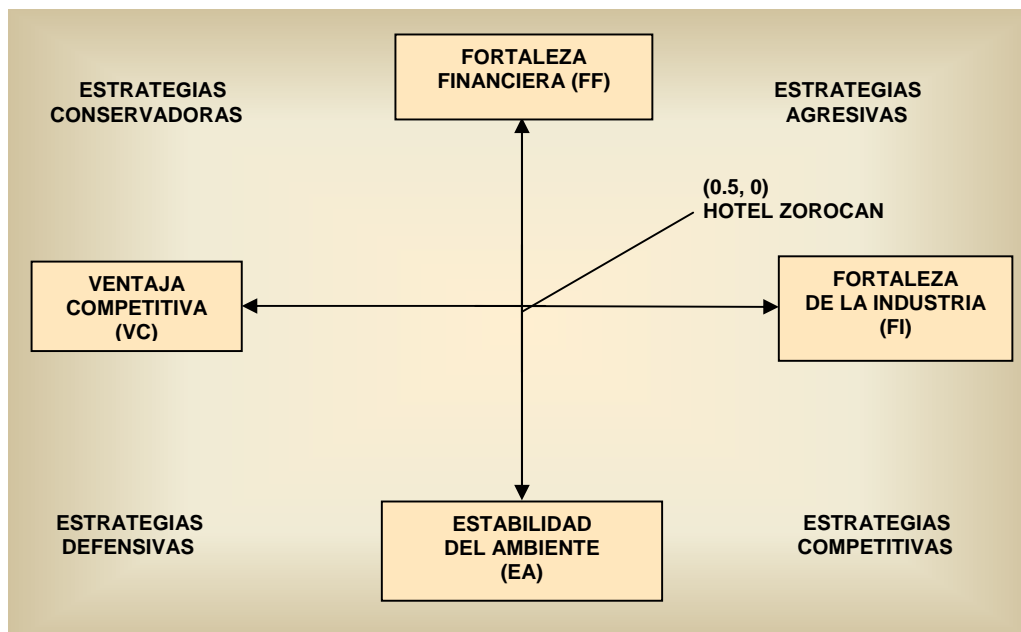 FORTALEZA
FINANCIERA (FF)
ESTRATEGIAS
CONSERVADORAS
ESTRATEGIAS
AGRESIVAS
(0.5, 0)
HOTEL ZOROCAN
VENTAJA
COMPETITIVA
(VC)
FORTALEZA
DE LA INDUSTRIA
(FI)
ESTRATEGIAS
DEFENSIVAS
ESTABILIDAD
DEL AMBIENTE
(EA)
ESTRATEGIAS
COMPETITIVAS